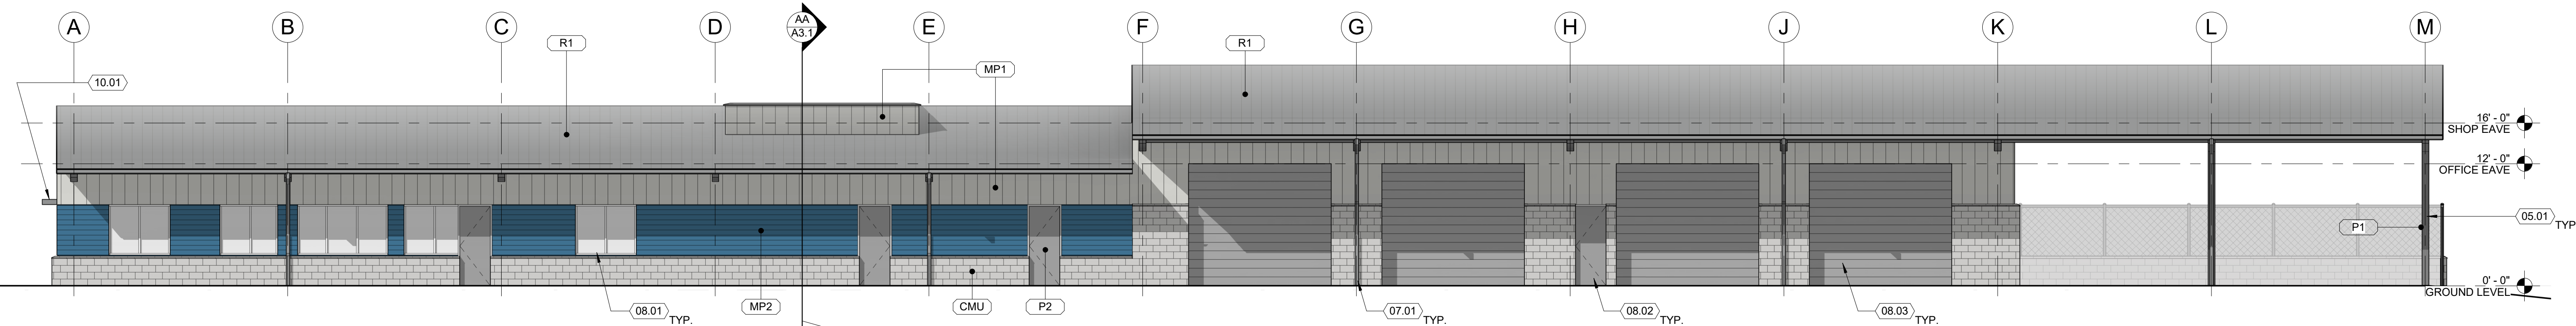 A
B
C
D
AA
A3.1
E
F
G
H
J
K
L
M
R1
R1
MP1
10.01
16' - 0"
SHOP EAVE
12' - 0"
OFFICE EAVE
05.01
TYP
P1
0' - 0"
GROUND LEVEL
MP2
CMU
P2
08.01
TYP.
07.01
TYP.
08.02
TYP.
08.03
TYP.